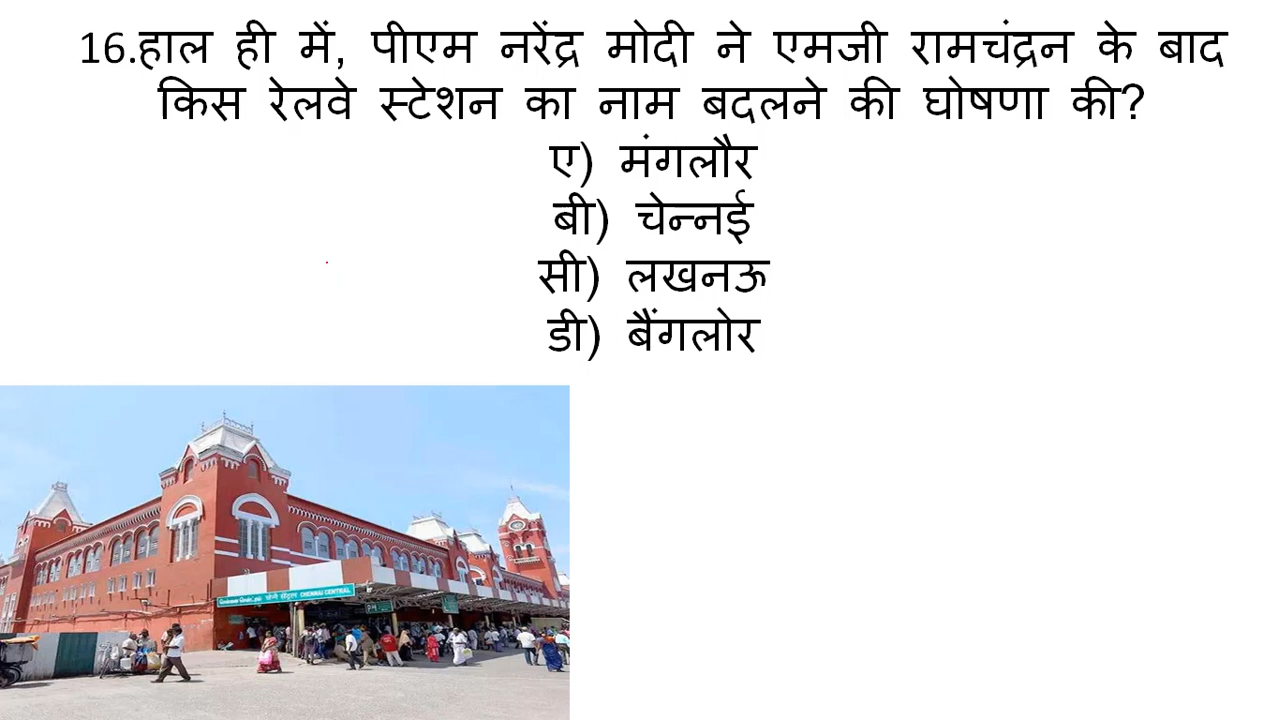 16.हाल ही में, पीएम नरेंद्र मोदी ने एमजी रामचंद्रन के बाद
किस रेलवे स्टेशन का नाम बदलने की घोषणा की?
ए) मंगलौर
बी) चेन्नई
सी) लखनऊ
डी) बैंगलोर
CHENNAI CENTRAL